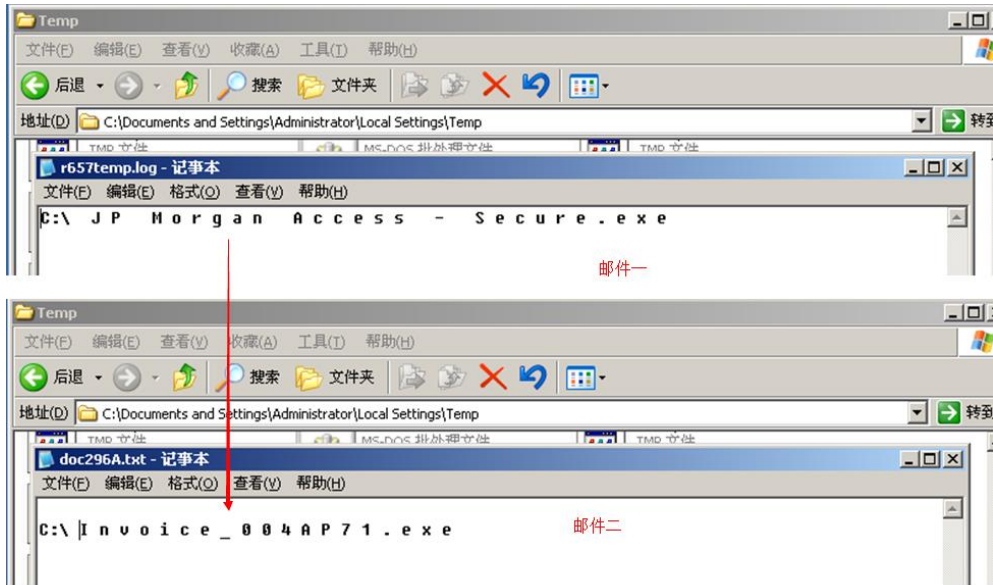 Temp
文件(F) 编辑(E) 查看(V) 收藏(A) 工具(T) 帮助(H)
后退 搜索 文件夹
地址(D) C:\Documents and Settings\Administrator\Local Settings\Temp 转到
TMP 文件 MS-DOS 批处理文件 TMP 文件
r657temp.log - 记事本
文件(F) 编辑(E) 格式(O) 查看(V) 帮助(H)
C:\ J P M o r g a n A c c e s s - S e c u r e . e x e
邮件一
Temp
文件(F) 编辑(E) 查看(V) 收藏(A) 工具(T) 帮助(H)
后退 搜索 文件夹
地址(D) C:\Documents and Settings\Administrator\Local Settings\Temp 转到
TMP 文件 MS-DOS 批处理文件 TMP 文件
doc296A.txt - 记事本
文件(F) 编辑(E) 格式(O) 查看(V) 帮助(H)
C:\ I n v o i c e _ 0 0 4 A P 7 1 . e x e 邮件二